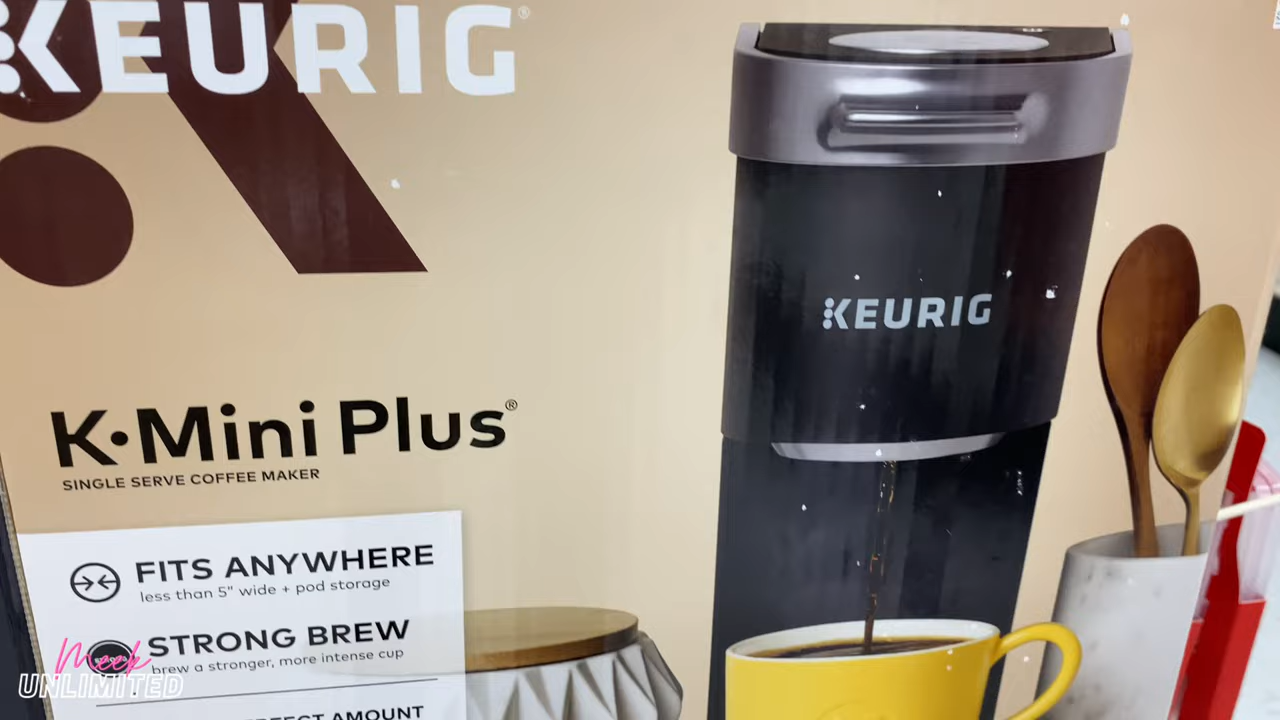 KEURIG®
KEURIG
K•Mini Plus®
SINGLE SERVE COFFEE MAKER
FITS ANYWHERE
less than 5" wide + pod storage
STRONG BREW
brew a stronger, more intense cup
AMOUNT
Meek
UNLIMITED